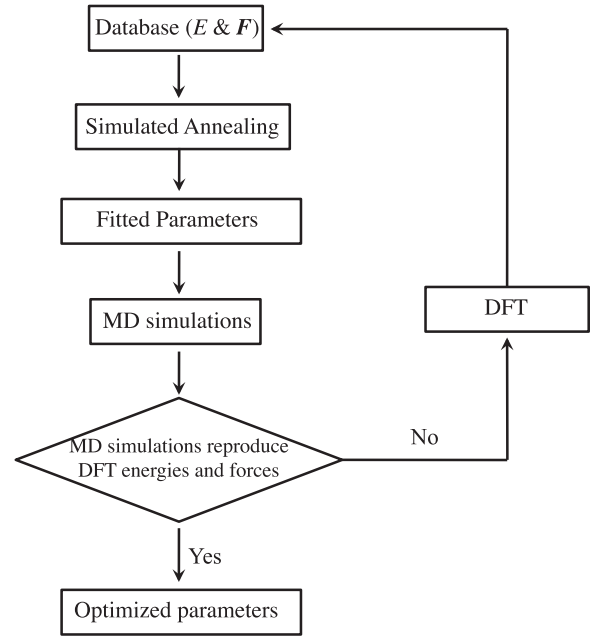 Database (E & F)
Simulated Annealing
Fitted Parameters
MD simulations
DFT
MD simulations reproduce
DFT energies and forces
No
Yes
Optimized parameters